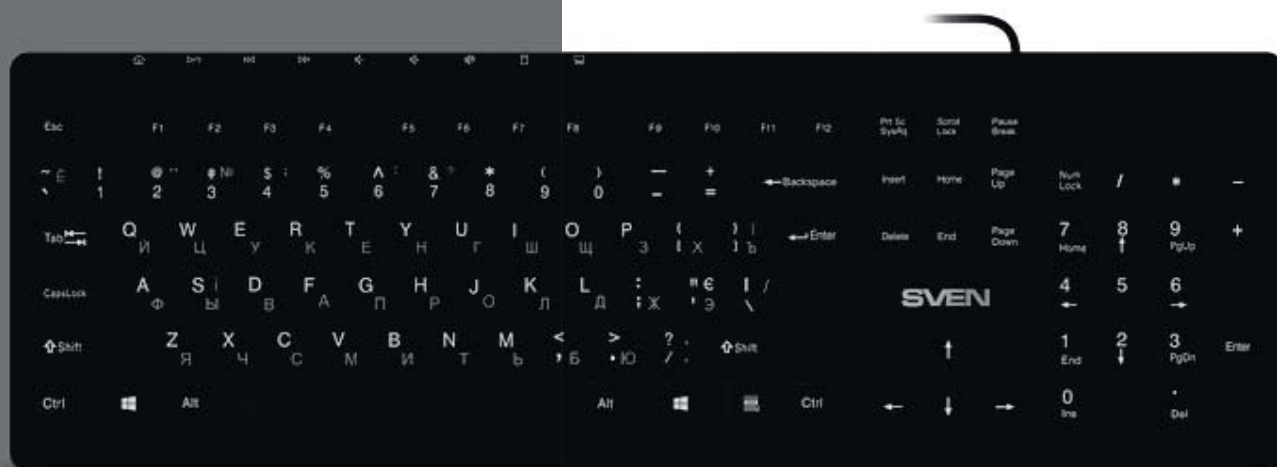 Esc F1 F2 F3 F4 F5 F6 F7 F8 F9 F10 F11 F12 Prt Sc SysRq Scroll Lock Pause Break
~ Ё ` ! 1 @ " 2 # № 3 $ ; 4 % 5 ^ : 6 & ? 7 * 8 ( 9 ) 0 — – + = ←Backspace Insert Home Page Up Num Lock / * –
Tab Q Й W Ц E У R К T Е Y Н U Г I Ш O Щ P З { [ Х } ] Ъ ↵Enter Delete End Page Down 7 Home 8 ↑ 9 PgUp +
CapsLock A Ф S І Ы D В F А G П H Р J О K Л L Д : ; Ж " Є ' Э | / \ SVEN 4 ← 5 6 →
⇧Shift Z Я X Ч C С V М B И N Т M Ь < , Б > . Ю ? , / . ⇧Shift ↑ 1 End 2 ↓ 3 PgDn Enter
Ctrl Alt Alt Ctrl ← ↓ → 0 Ins . Del